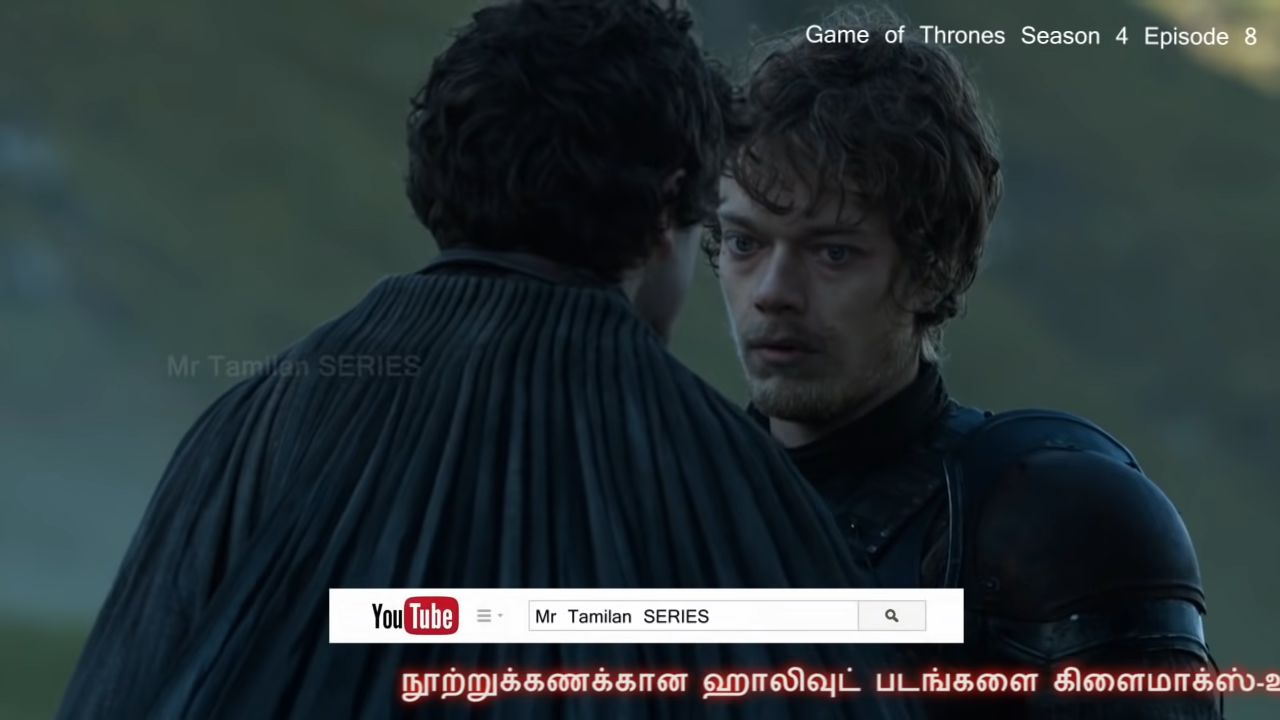 Game of Thrones Season 4 Episode 8
Mr Tamilan SERIES
YouTube
Mr Tamilan SERIES
நூற்றுக்கணக்கான ஹாலிவுட் படங்களை கிளைமாக்ஸ்-உ